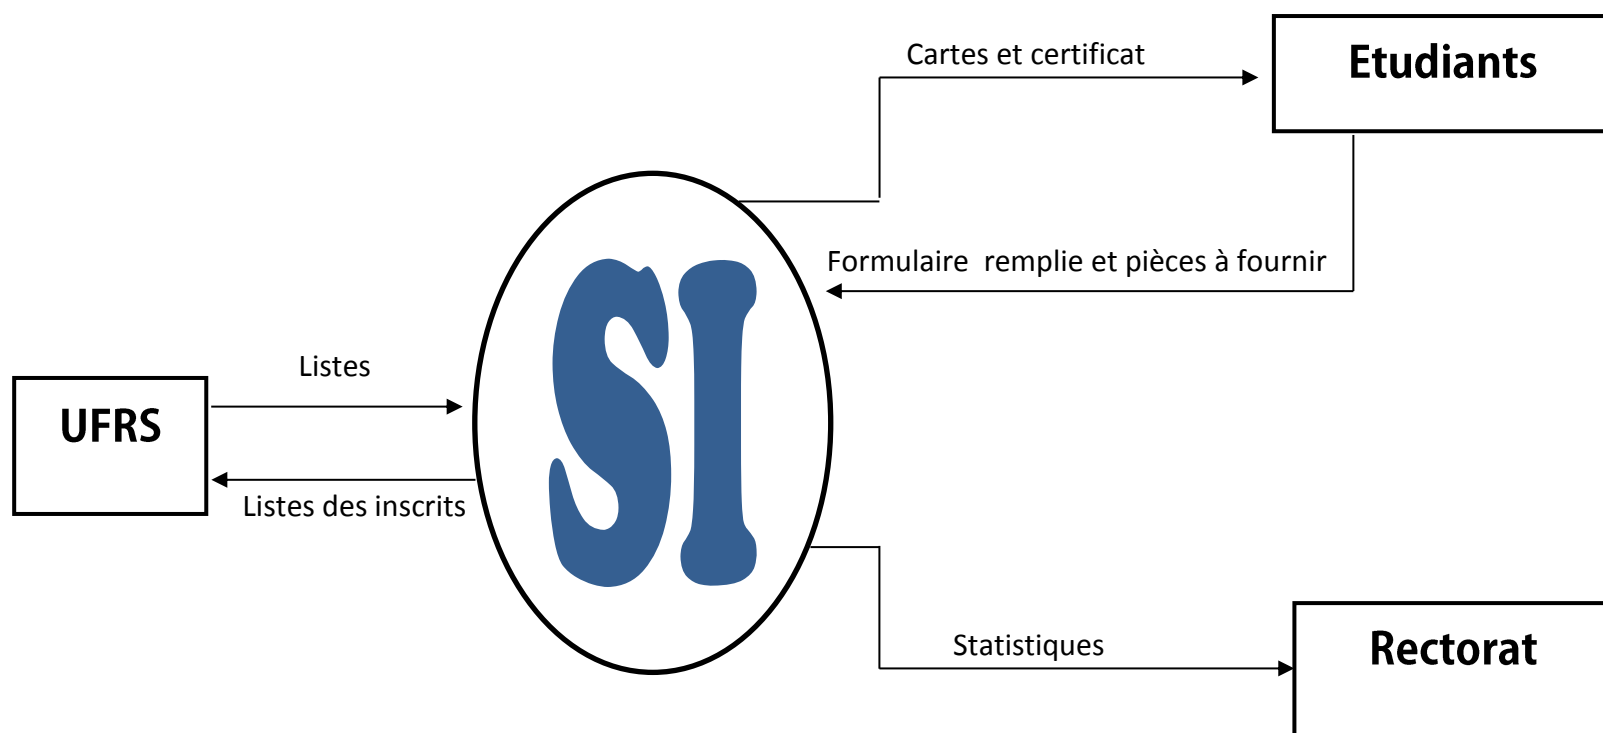 Cartes et certificat
Etudiants
Formulaire  remplie et pièces à fournir
SI
Listes
UFRS
Listes des inscrits
Statistiques
Rectorat